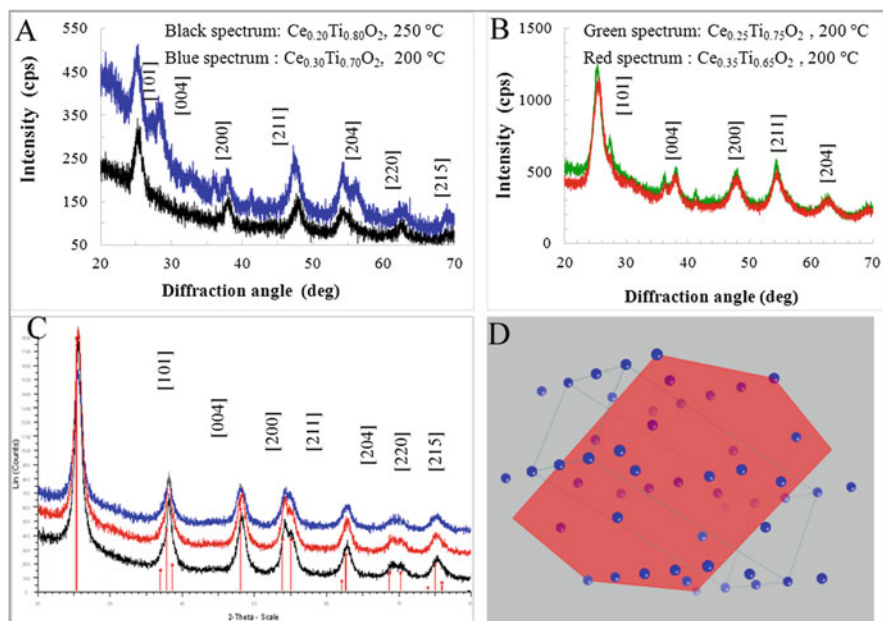 A
Black spectrum: Ce0.20Ti0.80O2, 250 °C
Blue spectrum : Ce0.30Ti0.70O2, 200 °C
Intensity (cps)
550
450
350
250
150
50
[101]
[004]
[200]
[211]
[204]
[220]
[215]
20 30 40 50 60 70
Diffraction angle (deg)
B
Green spectrum: Ce0.25Ti0.75O2 , 200 °C
Red spectrum : Ce0.35Ti0.65O2 , 200 °C
Intensity (cps)
1500
1000
500
0
[101]
[004]
[200]
[211]
[204]
20 30 40 50 60 70
Diffraction angle (deg)
C
Lin (Counts)
[101]
[004]
[200]
[211]
[204]
[220]
[215]
2-Theta - Scale
D